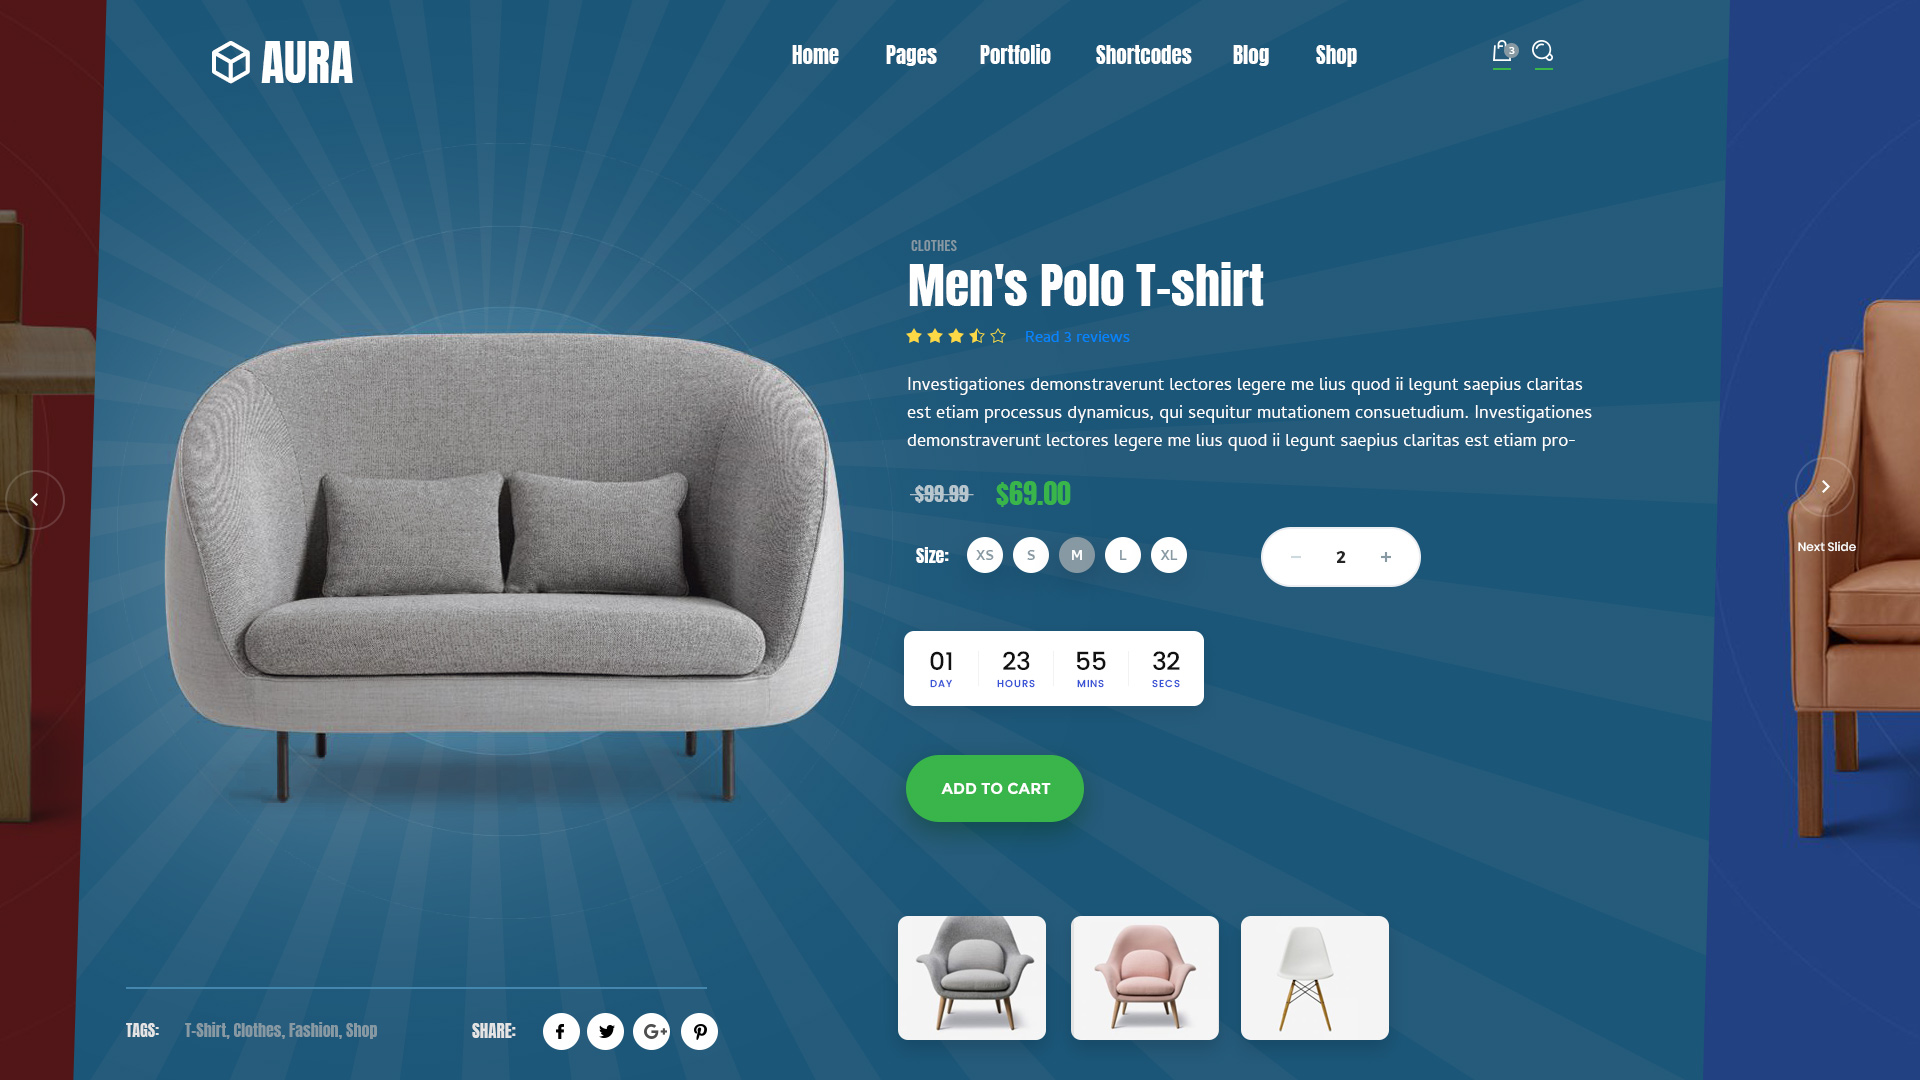 AURA
Home Pages Portfolio Shortcodes Blog Shop
3
CLOTHES
Men's Polo T-shirt
Read 3 reviews
Investigationes demonstraverunt lectores legere me lius quod ii legunt saepius claritas
est etiam processus dynamicus, qui sequitur mutationem consuetudium. Investigationes
demonstraverunt lectores legere me lius quod ii legunt saepius claritas est etiam pro-
$99.99 $69.00
Size: XS S M L XL
− 2 +
Next Slide
01 23 55 32
DAY HOURS MINS SECS
ADD TO CART
TAGS: T-Shirt, Clothes, Fashion, Shop
SHARE: f G+